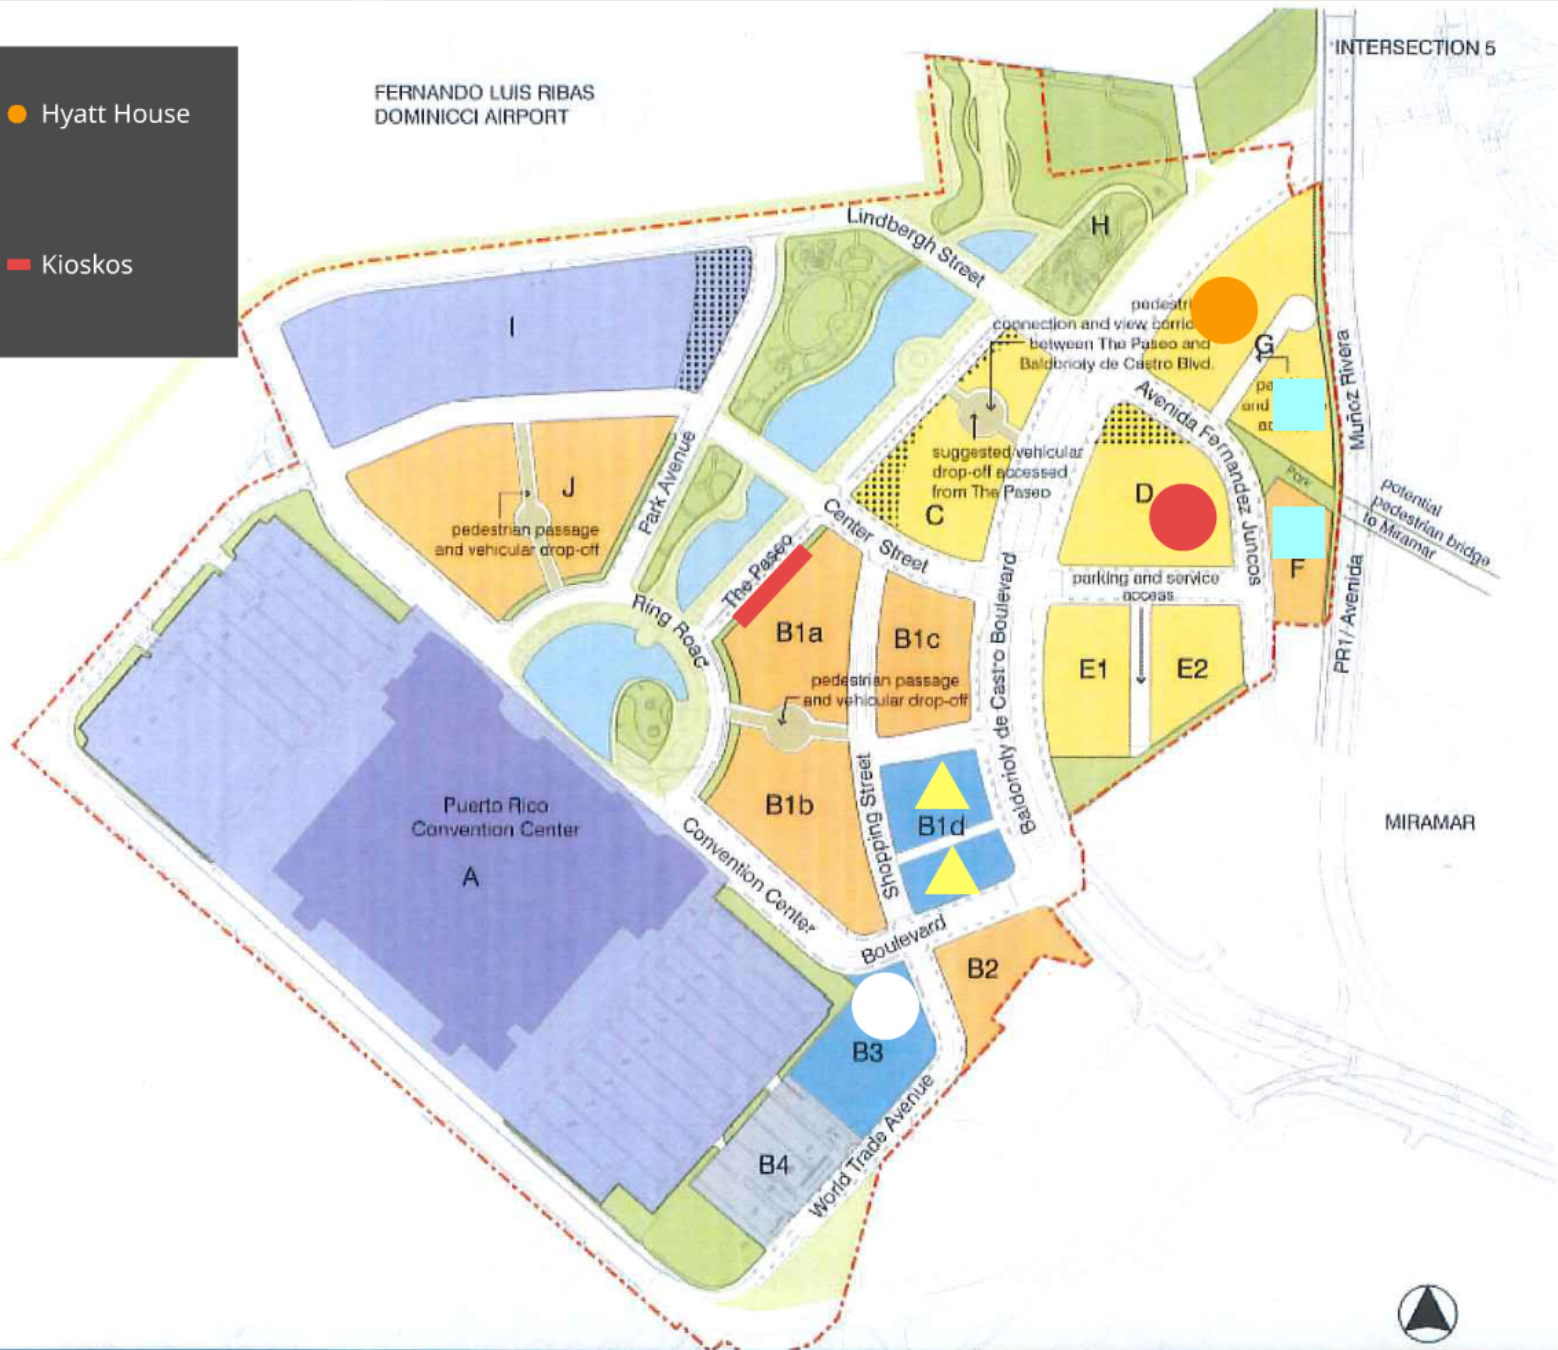 Hyatt House
Kioskos
FERNANDO LUIS RIBAS
DOMINICCI AIRPORT
INTERSECTION 5
Lindbergh Street
H
I
pedestri
connection and view corri
between The Paseo and
Baldorioty de Castro Blvd.
G
and
Muñoz Rivera
Avenida Fernandez Juncos
suggested vehicular
drop-off accessed
from The Paseo
C
D
Park
potential
pedestrian bridge
to Miramar
J
pedestrian passage
and vehicular drop-off
Park Avenue
Center Street
The Paseo
Ring Road
Baldorioty de Castro Boulevard
parking and service
access
F
PR1/ Avenida
B1a
B1c
E1
E2
pedestrian passage
and vehicular drop-off
B1b
Shopping Street
B1d
Puerto Rico
Convention Center
A
Convention Center
Boulevard
MIRAMAR
B2
B3
B4
World Trade Avenue